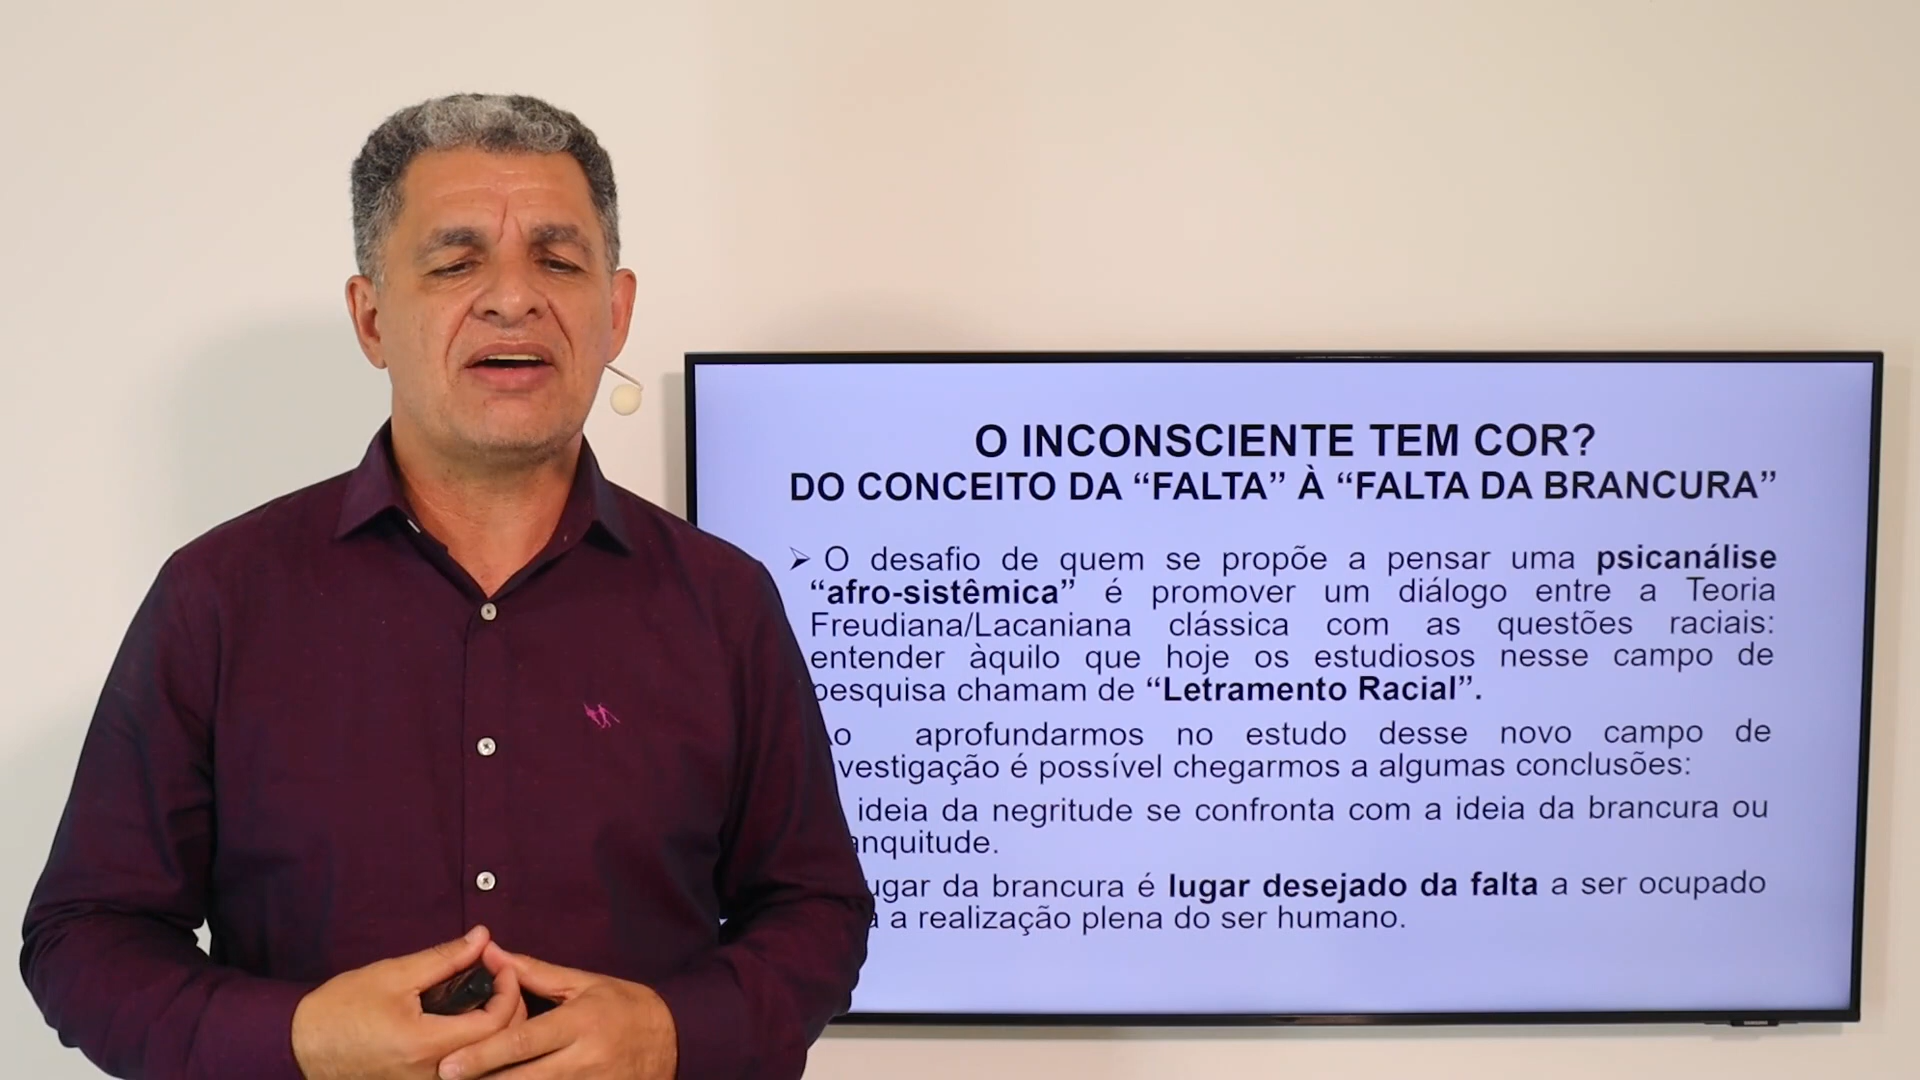 O INCONSCIENTE TEM COR?
DO CONCEITO DA “FALTA” À “FALTA DA BRANCURA”
➢ O desafio de quem se propõe a pensar uma psicanálise
“afro-sistêmica” é promover um diálogo entre a Teoria
Freudiana/Lacaniana clássica com as questões raciais:
entender àquilo que hoje os estudiosos nesse campo de
pesquisa chamam de “Letramento Racial”.
aprofundarmos no estudo desse novo campo de
é possível chegarmos a algumas conclusões:
ideia da negritude se confronta com a ideia da brancura ou
da brancura é lugar desejado da falta a ser ocupado
a realização plena do ser humano.
SAMSUNG